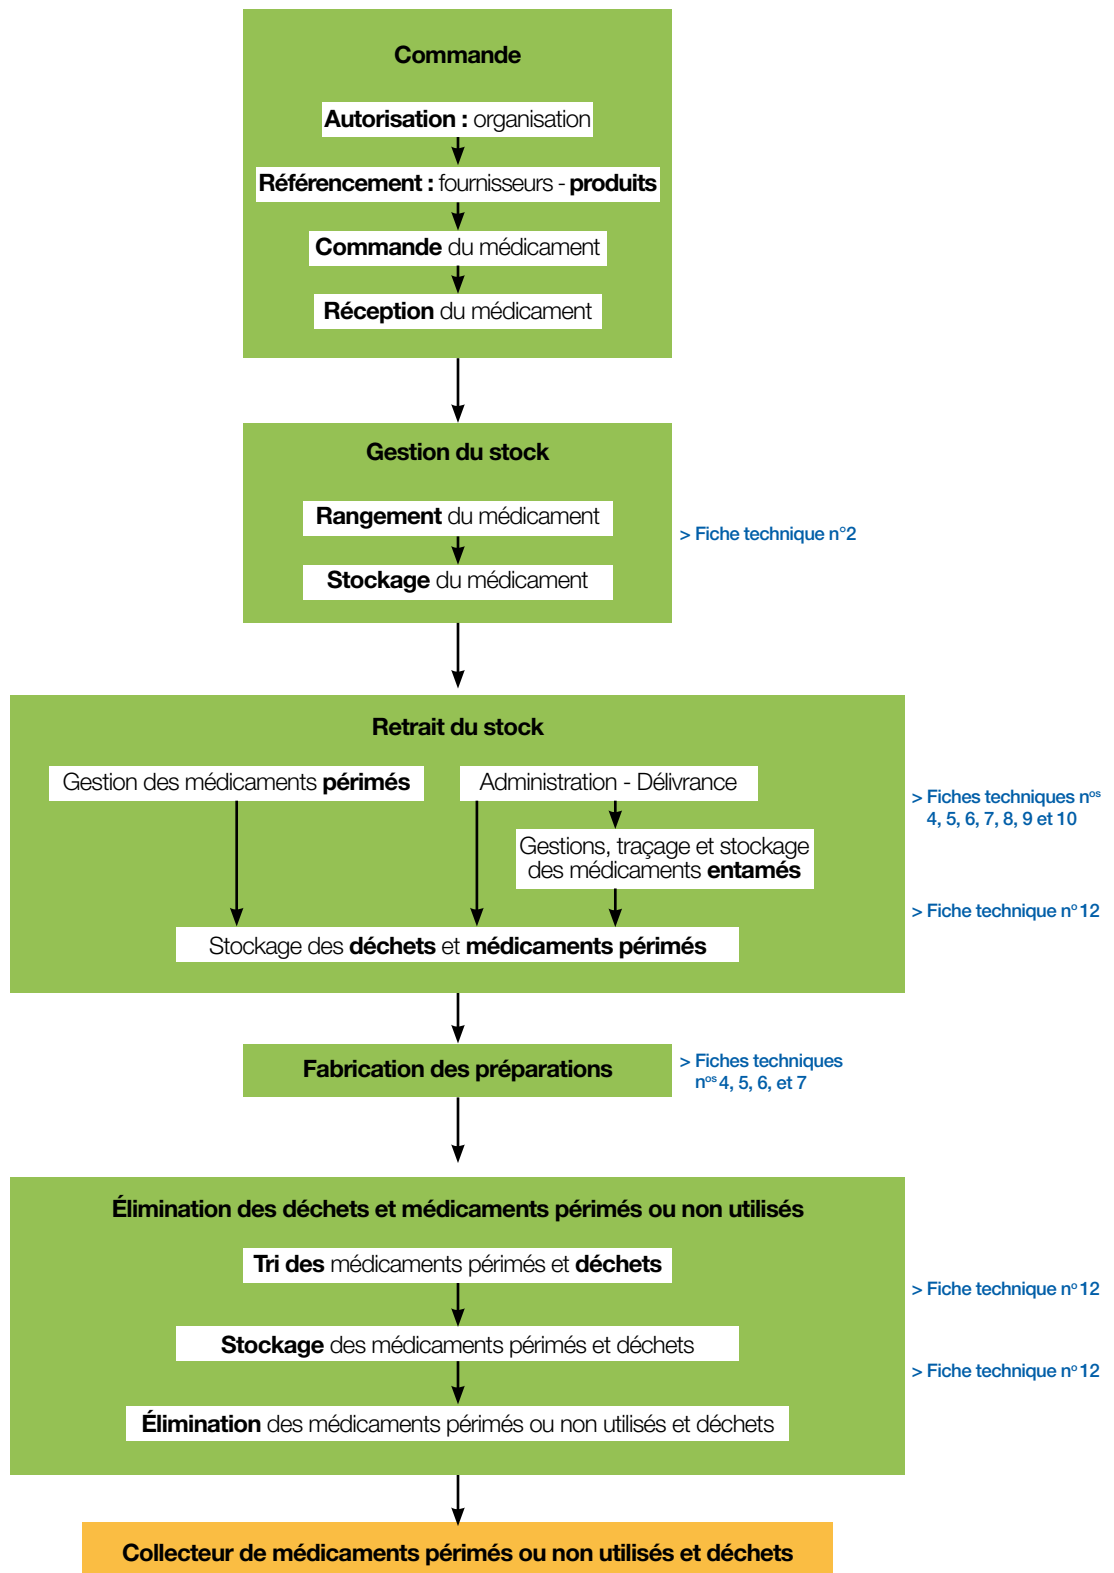 Commande
Autorisation : organisation
Référencement : fournisseurs - produits
Commande du médicament
Réception du médicament
Gestion du stock
Rangement du médicament
> Fiche technique n°2
Stockage du médicament
Retrait du stock
Gestion des médicaments périmés
Administration - Délivrance
> Fiches techniques nos
4, 5, 6, 7, 8, 9 et 10
Gestions, traçage et stockage
des médicaments entamés
> Fiche technique no 12
Stockage des déchets et médicaments périmés
Fabrication des préparations
> Fiches techniques
nos 4, 5, 6, et 7
Élimination des déchets et médicaments périmés ou non utilisés
Tri des médicaments périmés et déchets
> Fiche technique no 12
Stockage des médicaments périmés et déchets
> Fiche technique no 12
Élimination des médicaments périmés ou non utilisés et déchets
Collecteur de médicaments périmés ou non utilisés et déchets